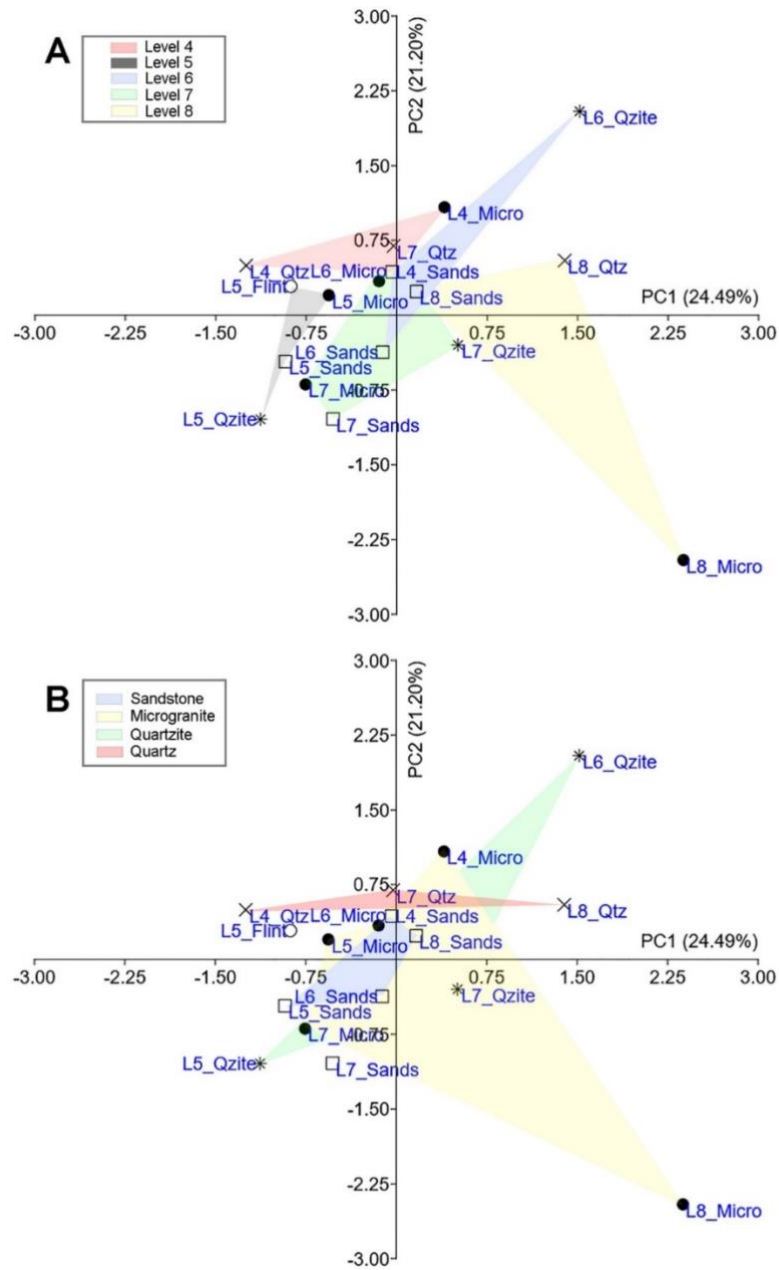 A
Level 4
Level 5
Level 6
Level 7
Level 8
PC2 (21.20%)
3.00
2.25
L6_Qzite
1.50
L4_Micro
0.75
L7_Qtz
L4_Qtz L6_Micro L4_Sands L8_Qtz
L5_Flint L5_Micro L8_Sands
PC1 (24.49%)
-3.00 -2.25 -1.50 -0.75 0.75 1.50 2.25 3.00
L6_Sands L7_Qzite
L5_Sands
L7_Micro -0.75
L5_Qzite L7_Sands
-1.50
-2.25
L8_Micro
-3.00
B
Sandstone
Microgranite
Quartzite
Quartz
PC2 (21.20%)
3.00
2.25
L6_Qzite
1.50
L4_Micro
0.75
L7_Qtz
L4_Qtz L6_Micro L4_Sands L8_Qtz
L5_Flint L5_Micro L8_Sands
PC1 (24.49%)
-3.00 -2.25 -1.50 -0.75 0.75 1.50 2.25 3.00
L6_Sands L7_Qzite
L5_Sands
L7_Micro -0.75
L5_Qzite L7_Sands
-1.50
-2.25
L8_Micro
-3.00